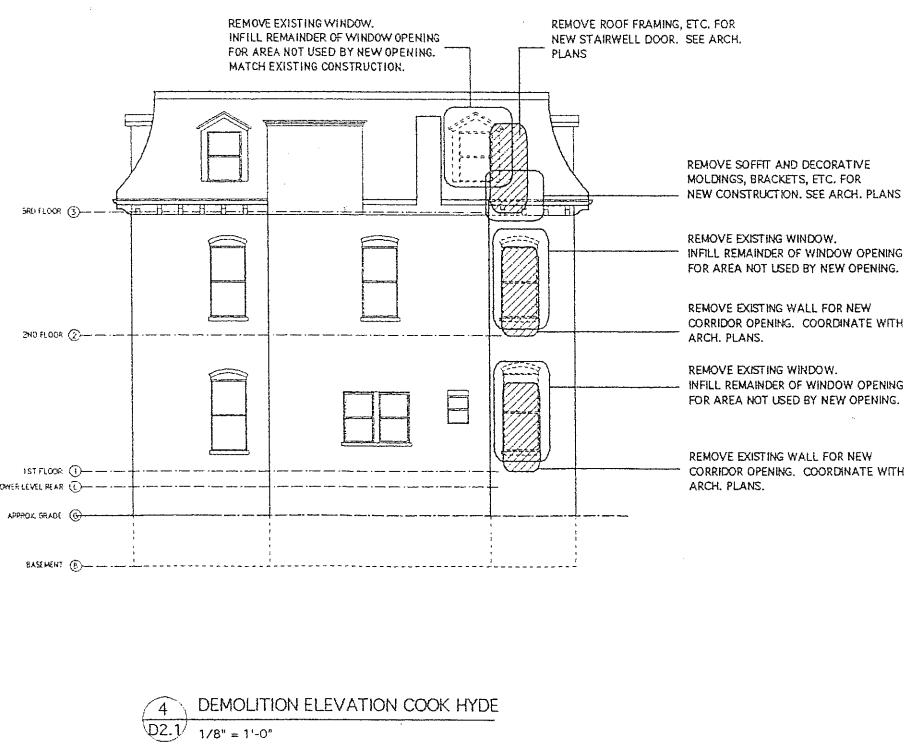 REMOVE EXISTING WINDOW.
INFILL REMAINDER OF WINDOW OPENING
FOR AREA NOT USED BY NEW OPENING.
MATCH EXISTING CONSTRUCTION.
REMOVE ROOF FRAMING, ETC. FOR
NEW STAIRWELL DOOR. SEE ARCH.
PLANS
REMOVE SOFFIT AND DECORATIVE
MOLDINGS, BRACKETS, ETC. FOR
NEW CONSTRUCTION. SEE ARCH. PLANS
3RD FLOOR 3
REMOVE EXISTING WINDOW.
INFILL REMAINDER OF WINDOW OPENING
FOR AREA NOT USED BY NEW OPENING.
REMOVE EXISTING WALL FOR NEW
CORRIDOR OPENING. COORDINATE WITH
ARCH. PLANS.
2ND FLOOR 2
REMOVE EXISTING WINDOW.
INFILL REMAINDER OF WINDOW OPENING
FOR AREA NOT USED BY NEW OPENING.
REMOVE EXISTING WALL FOR NEW
CORRIDOR OPENING. COORDINATE WITH
ARCH. PLANS.
1ST FLOOR 1
OWER LEVEL REAR L
APPROX. GRADE G
BASEMENT B
4 DEMOLITION ELEVATION COOK HYDE
D2.1 1/8" = 1'-0"